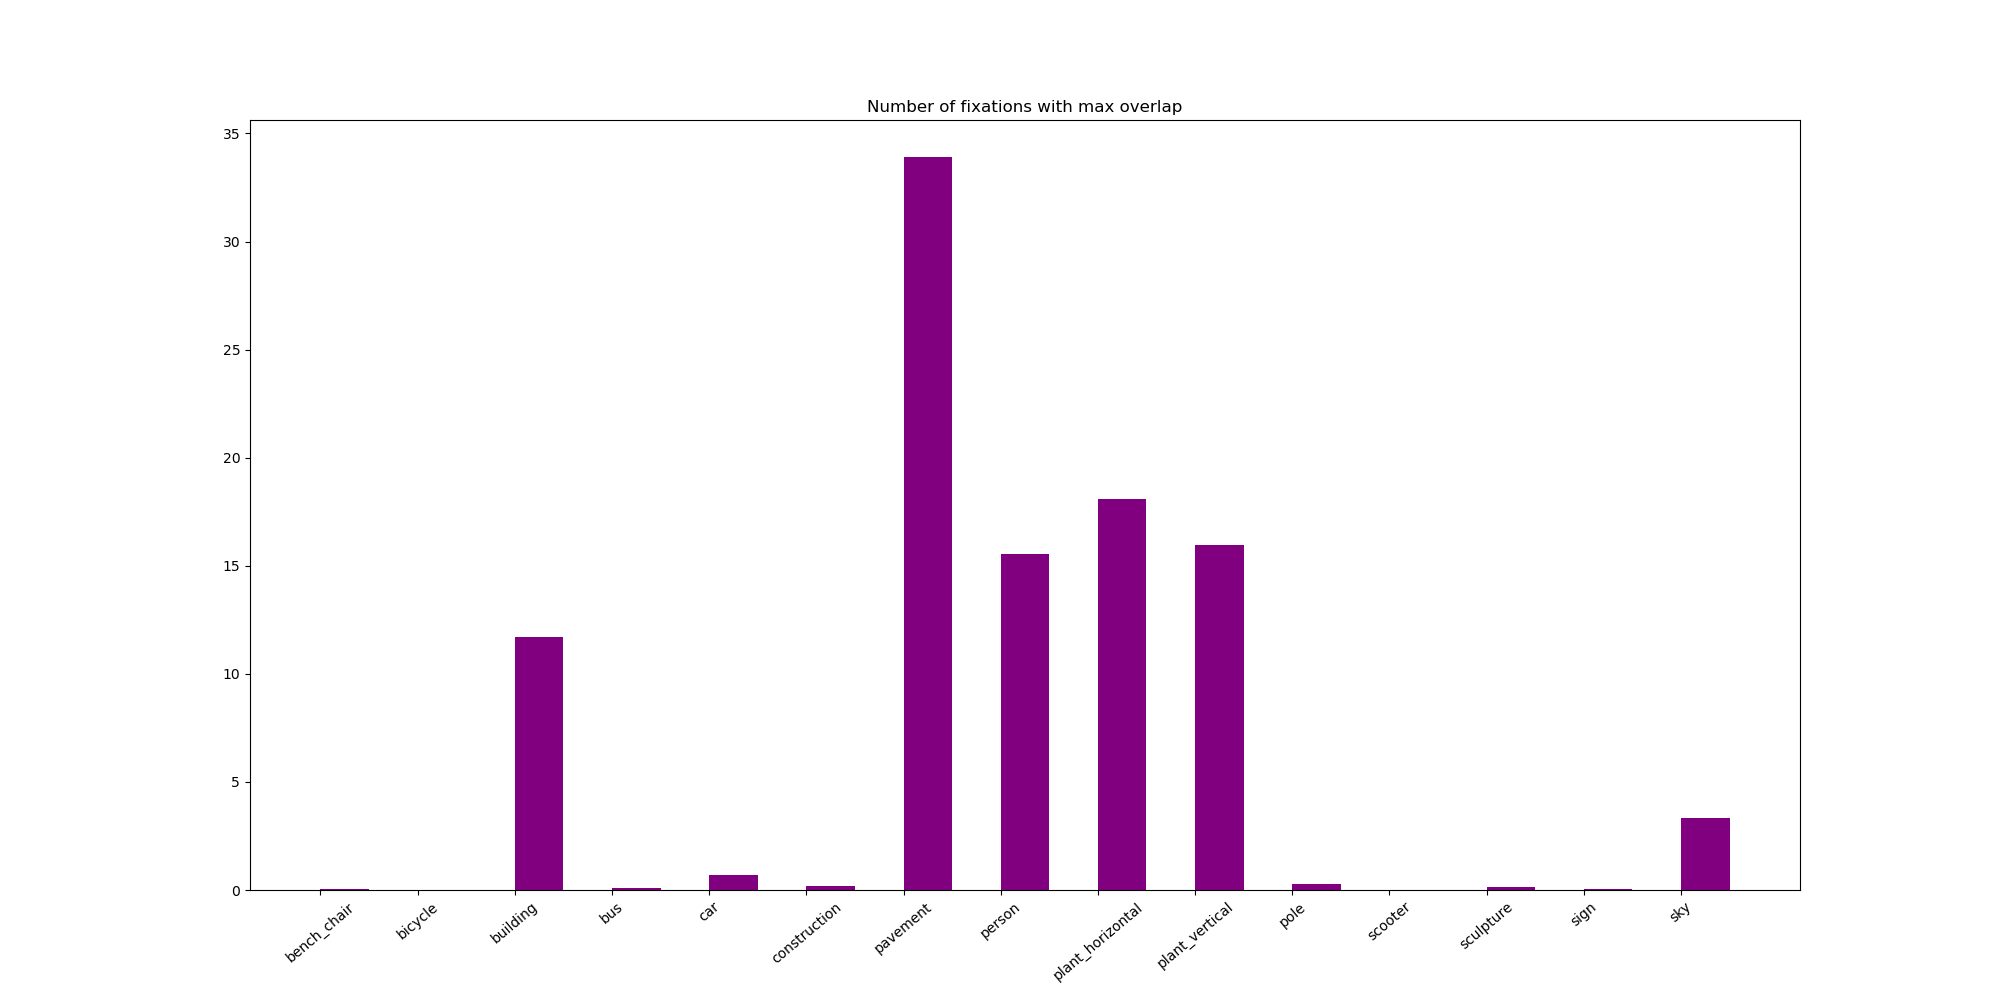 Number of fixations with max overlap
35
30
25
20
15
10
5
0
bench_chair
bicycle
building
bus
car
construction
pavement
person
plant_horizontal
plant_vertical
pole
scooter
sculpture
sign
sky